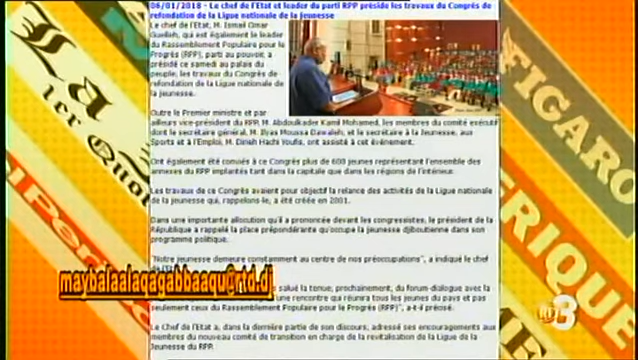 06/01/2018 - Le chef de l'Etat et leader du parti RPP préside les travaux du Congrès de
refondation de la Ligue nationale de la jeunesse
Le chef de l'Etat, M. Ismail Omar
Guelleh, qui est également le leader
du Rassemblement Populaire pour le
Progrès (RPP), parti au pouvoir, a
présidé ce samedi au palais du
peuple, les travaux du Congrès de
refondation de la Ligue nationale de
la jeunesse.
Outre le Premier ministre et par
ailleurs vice-président du RPP, M. Abdoulkader Kamil Mohamed, les membres du comité exécutif
dont le secrétaire général, M. Ilyas Moussa Dawaleh, et le secrétaire à la Jeunesse, aux
Sports et à l'Emploi, M. Dineh Hachi Youfis, ont assisté à cet événement.
Ont également été conviés à ce Congrès plus de 600 jeunes représentant l'ensemble des
annexes du RPP implantés tant dans la capitale que dans les régions de l'intérieur.
Les travaux de ce Congrès avaient pour objectif la relance des activités de la Ligue nationale
de la jeunesse qui, rappelons-le, a été créée en 2001.
Dans une importante allocution qu'il a prononcée devant les congressistes, le président de la
République a rappelé la place prépondérante qu'occupe la jeunesse djiboutienne dans son
programme politique.
"Notre jeunesse demeure constamment au centre de nos préoccupations", a indiqué le chef
de l'Etat
salué la tenue, prochainement, du forum-dialogue avec la
une rencontre qui réunira tous les jeunes du pays et pas
seulement ceux du Rassemblement Populaire pour le Progrès (RPP)", a-t-il précisé.
Le Chef de l'Etat a, dans la dernière partie de son discours, adressé ses encouragements aux
membres du nouveau comité de transition en charge de la revitalisation de la Ligue de la
Jeunesse du RPP.
maybalaalaqagabbaaqu@rtd.dj
La
1er
Quot
FIGARO
RIQUE
3